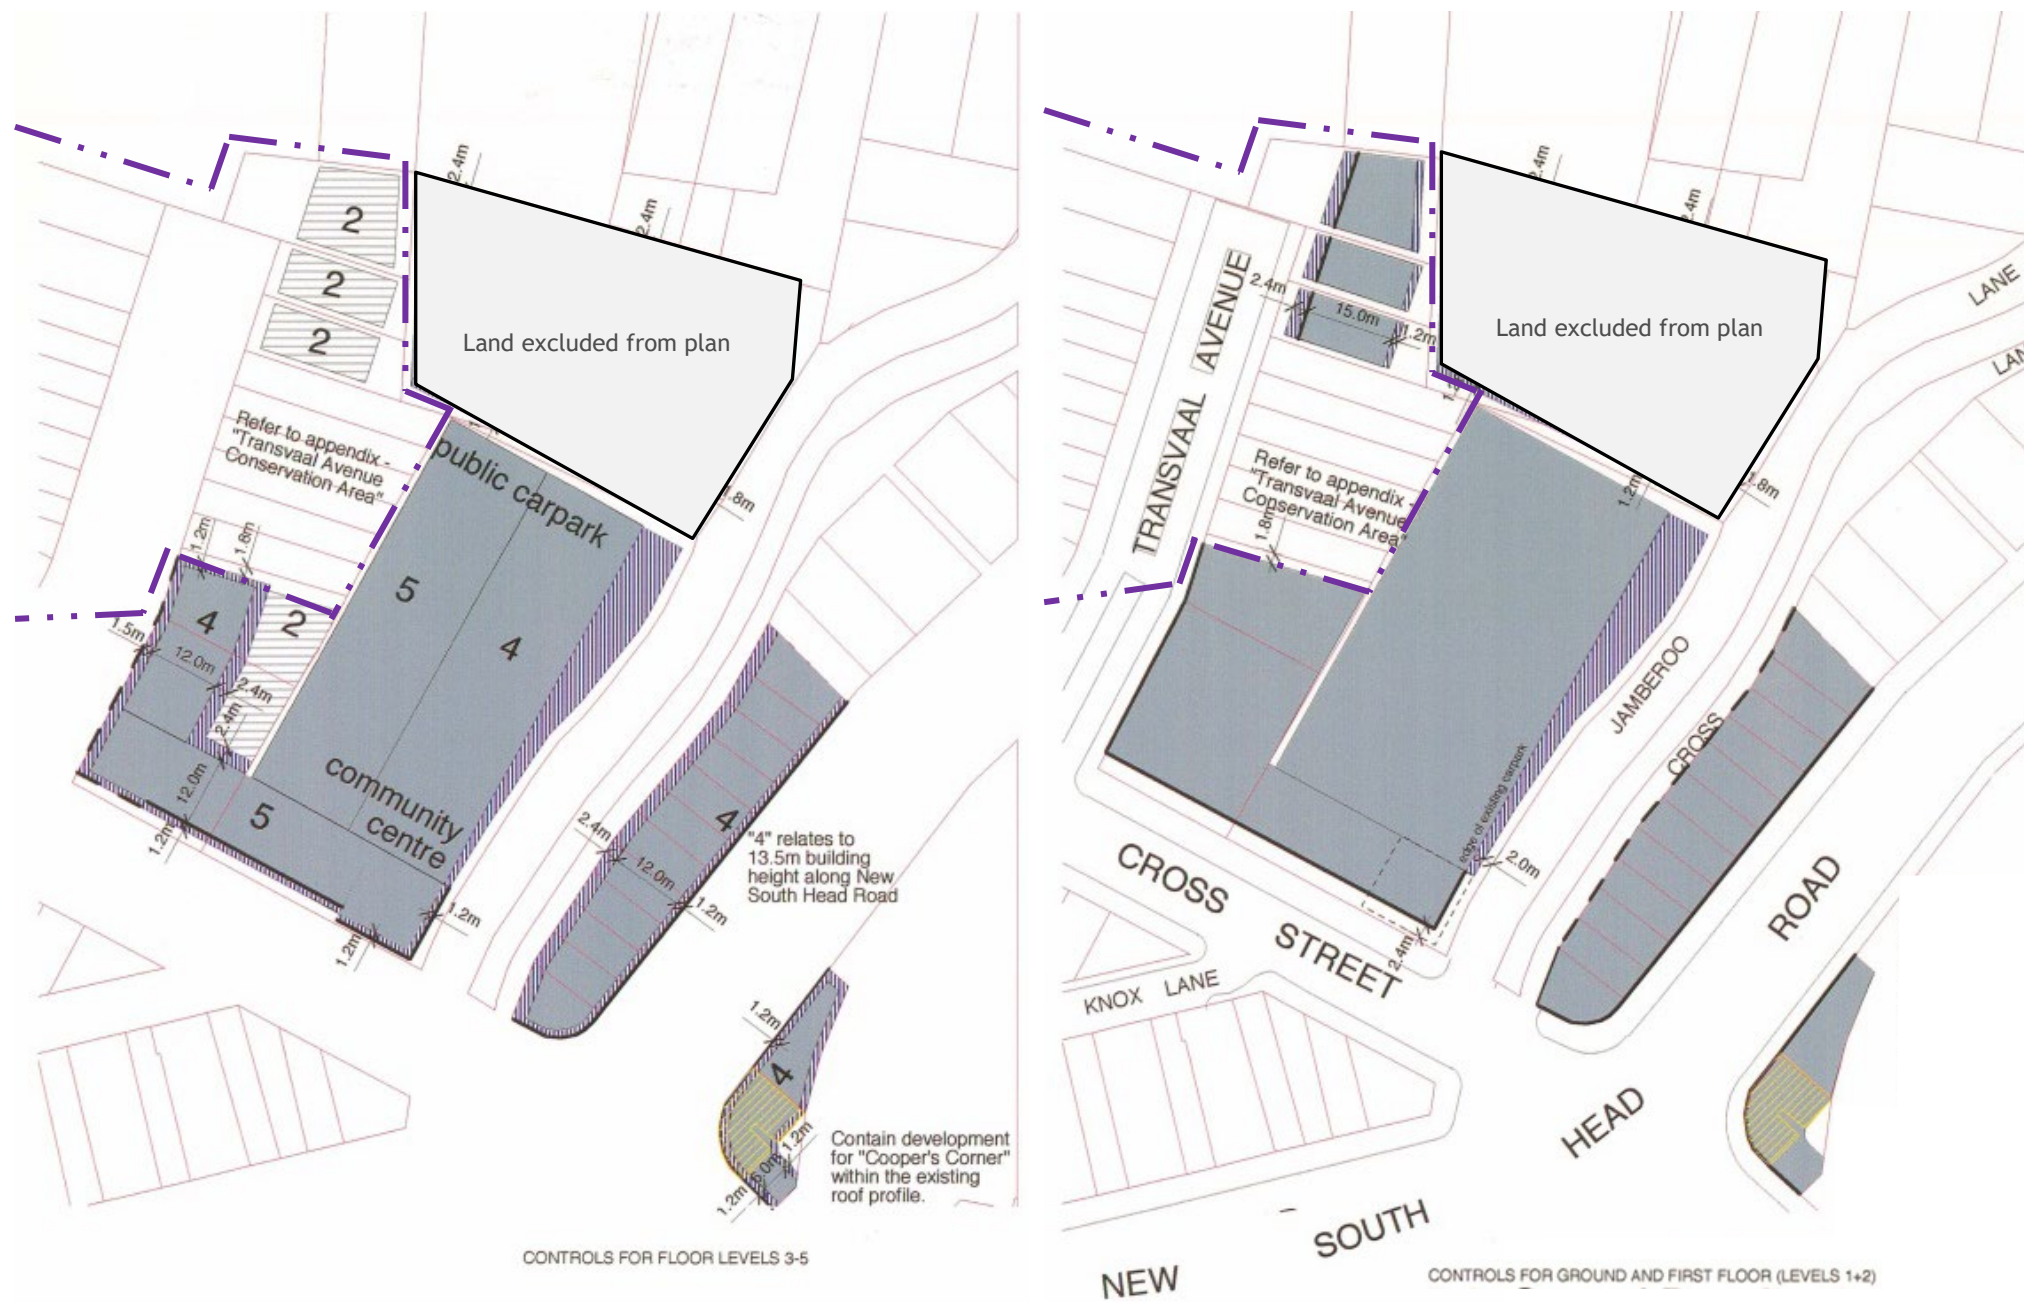 2.4m
2.4m
2
2
2
Land excluded from plan
Refer to appendix -
"Transvaal Avenue
Conservation Area"
public carpark
1.8m
1.2m
1.8m
5
4
4
2
1.5m
12.0m
2.4m
2.4m
12.0m
1.2m
5
community
centre
1.2m
1.2m
2.4m
12.0m
1.2m
4
"4" relates to
13.5m building
height along New
South Head Road
1.2m
4
1.2m
1.2m
Contain development
for "Cooper's Corner"
within the existing
roof profile.
CONTROLS FOR FLOOR LEVELS 3-5
2.4m
2.4m
TRANSVAAL AVENUE
2.4m
15.0m
1.2m
Land excluded from plan
LANE
Refer to appendix -
"Transvaal Avenue
Conservation Area"
1.8m
1.2m
1.8m
JAMBEROO
CROSS
edge of existing carpark
2.0m
2.4m
CROSS
STREET
KNOX LANE
ROAD
HEAD
SOUTH
NEW
CONTROLS FOR GROUND AND FIRST FLOOR (LEVELS 1+2)